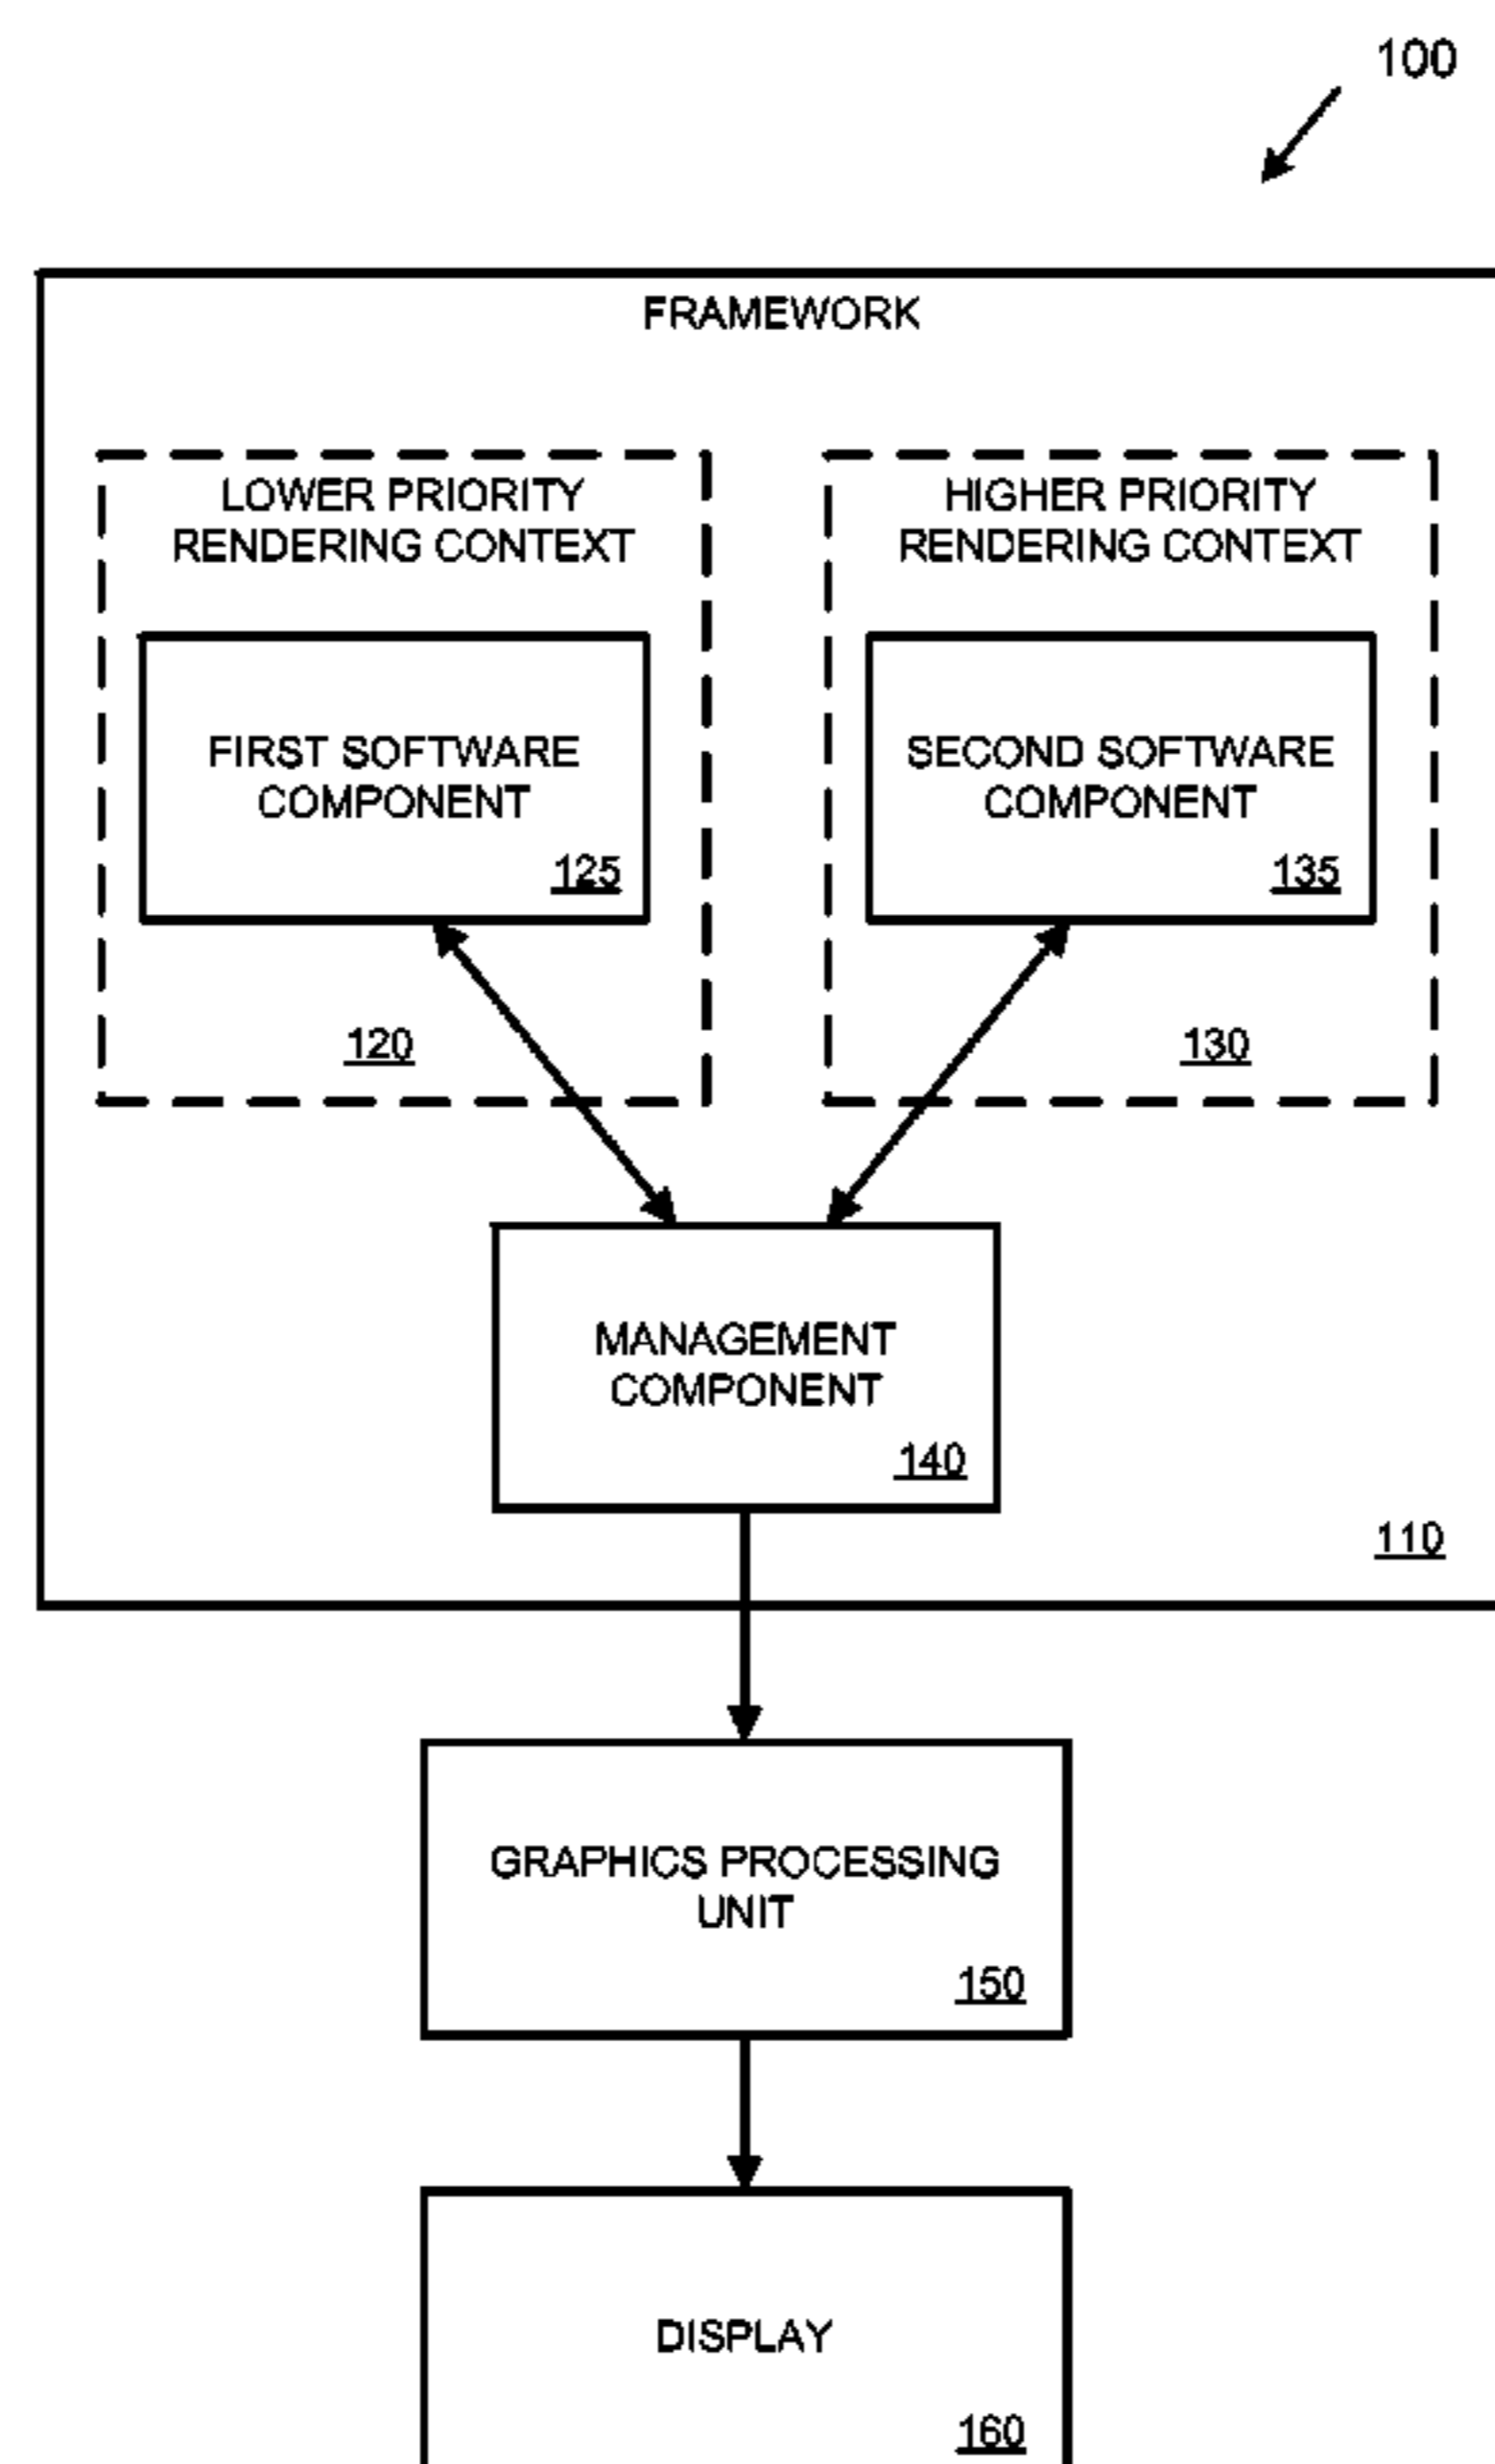 100
FRAMEWORK
LOWER PRIORITY
RENDERING CONTEXT
FIRST SOFTWARE
COMPONENT
125
120
HIGHER PRIORITY
RENDERING CONTEXT
SECOND SOFTWARE
COMPONENT
135
130
MANAGEMENT
COMPONENT
140
110
GRAPHICS PROCESSING
UNIT
150
DISPLAY
160